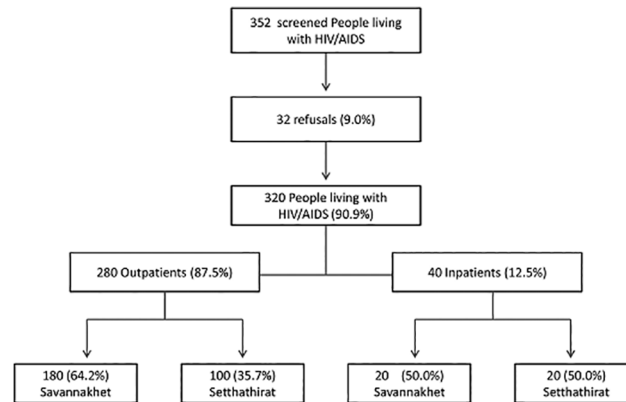 352 screened People living
with HIV/AIDS
32 refusals (9.0%)
320 People living with
HIV/AIDS (90.9%)
280 Outpatients (87.5%)
40 Inpatients (12.5%)
180 (64.2%)
Savannakhet
100 (35.7%)
Setthathirat
20 (50.0%)
Savannakhet
20 (50.0%)
Setthathirat